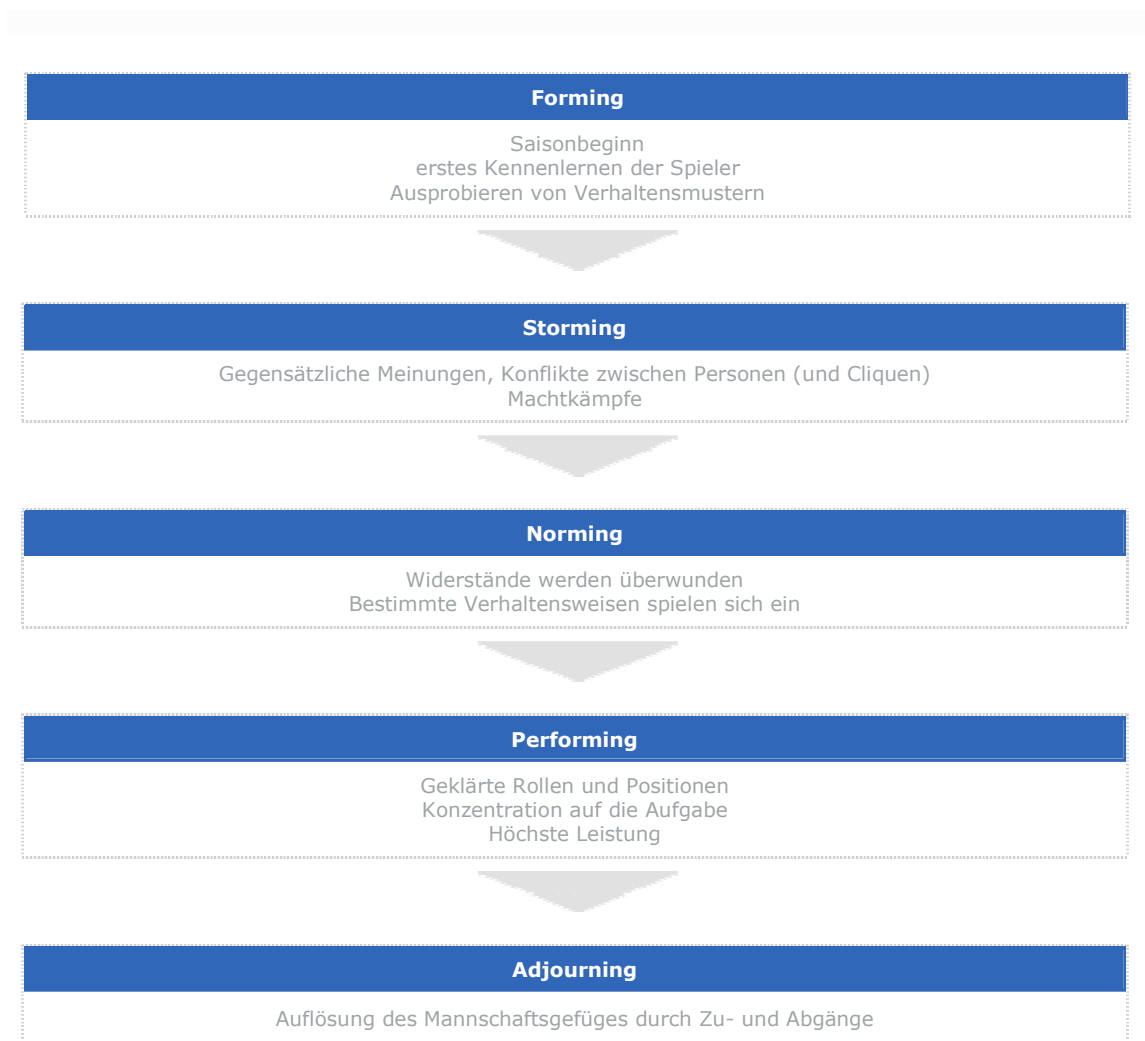 Forming
Saisonbeginn
erstes Kennenlernen der Spieler
Ausprobieren von Verhaltensmustern
Storming
Gegensätzliche Meinungen, Konflikte zwischen Personen (und Cliquen)
Machtkämpfe
Norming
Widerstände werden überwunden
Bestimmte Verhaltensweisen spielen sich ein
Performing
Geklärte Rollen und Positionen
Konzentration auf die Aufgabe
Höchste Leistung
Adjourning
Auflösung des Mannschaftsgefüges durch Zu- und Abgänge